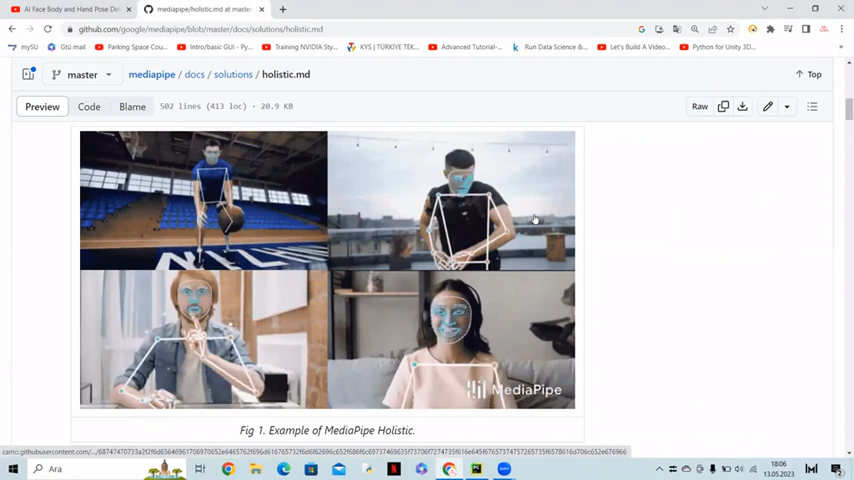 AI Face Body and Hand Pose De
mediapipe/holistic.md at master
github.com/google/mediapipe/blob/master/docs/solutions/holistic.md
mySU
Gtü mail
Parking Space Cou...
Intro/basic GUI - Py...
Training NVIDIA Sty...
KYS | TÜRKİYE TEK...
Advanced Tutorial-...
Run Data Science &...
Let's Build A Video...
Python for Unity 3D...
master
mediapipe / docs / solutions / holistic.md
Top
Preview
Code
Blame
502 lines (413 loc) • 20.9 KB
Raw
MediaPipe
Fig 1. Example of MediaPipe Holistic.
Ara
18:06
13.05.2023